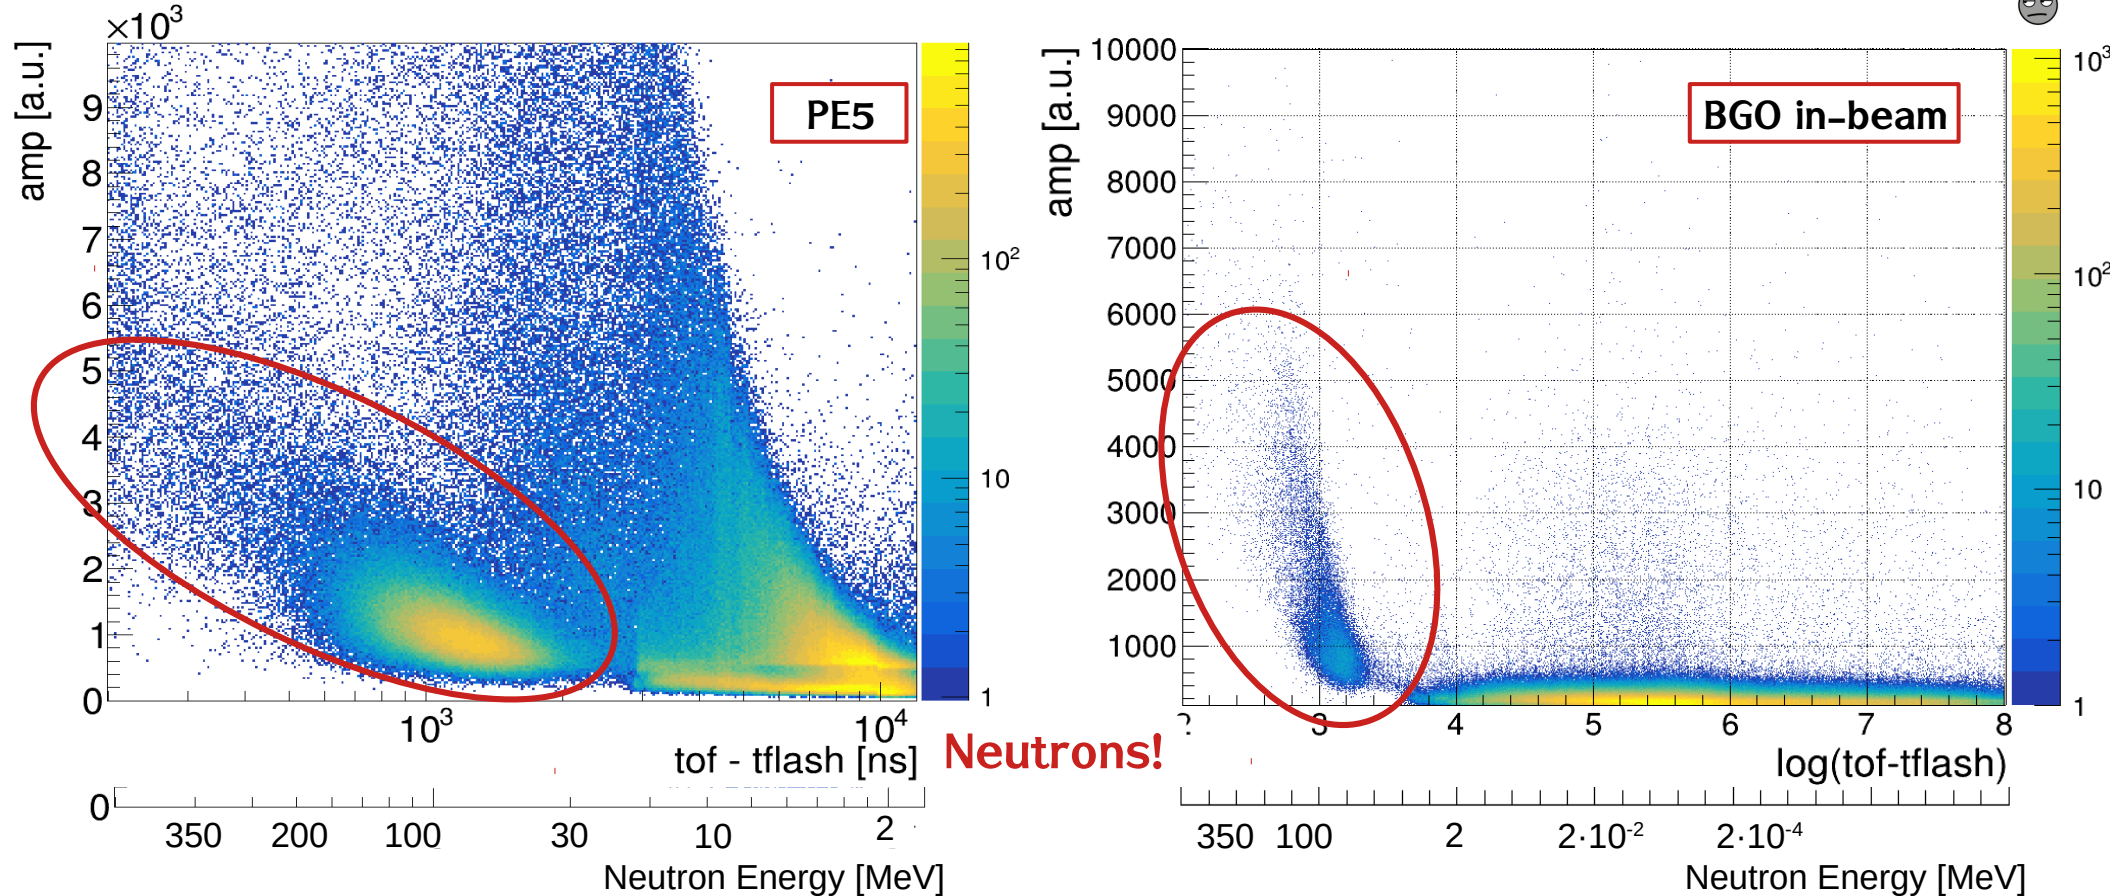 ×10³
amp [a.u.]
9
8
7
6
5
4
3
2
1
0
PE5
10²
10
1
10³
10⁴
tof - tflash [ns]
0
350 200 100 30 10 2
Neutron Energy [MeV]
Neutrons!
amp [a.u.]
10000
9000
8000
7000
6000
5000
4000
3000
2000
1000
BGO in-beam
10³
10²
10
1
3 4 5 6 7 8
log(tof-tflash)
350 100 2 2·10⁻² 2·10⁻⁴
Neutron Energy [MeV]